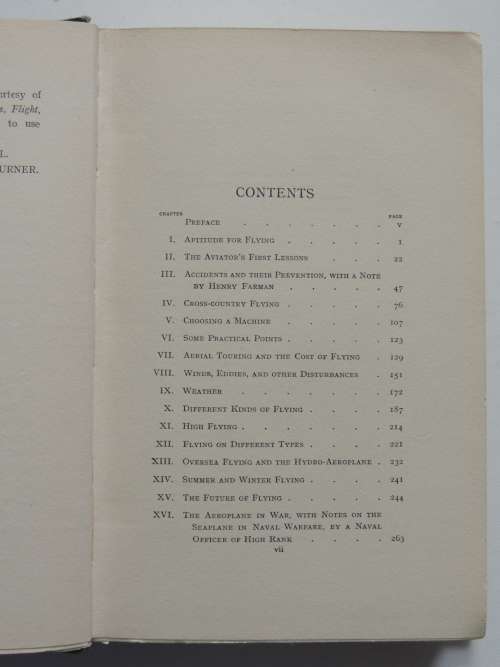 urtesy of
Flight,
to use
URNER.
CONTENTS
CHAPTER PAGE
PREFACE . . . . . . . v
I. APTITUDE FOR FLYING . . . . . 1
II. THE AVIATOR'S FIRST LESSONS . . . . 22
III. ACCIDENTS AND THEIR PREVENTION, WITH A NOTE
BY HENRY FARMAN . . . . . 47
IV. CROSS-COUNTRY FLYING . . . . . 76
V. CHOOSING A MACHINE . . . . . 107
VI. SOME PRACTICAL POINTS . . . . . 123
VII. AERIAL TOURING AND THE COST OF FLYING . 129
VIII. WINDS, EDDIES, AND OTHER DISTURBANCES . 151
IX. WEATHER . . . . . . . 172
X. DIFFERENT KINDS OF FLYING . . . . 187
XI. HIGH FLYING . . . . . . . 214
XII. FLYING ON DIFFERENT TYPES . . . . 221
XIII. OVERSEA FLYING AND THE HYDRO-AEROPLANE . 232
XIV. SUMMER AND WINTER FLYING . . . . 241
XV. THE FUTURE OF FLYING . . . . . 244
XVI. THE AEROPLANE IN WAR, WITH NOTES ON THE
SEAPLANE IN NAVAL WARFARE, BY A NAVAL
OFFICER OF HIGH RANK . . . . 263
vii